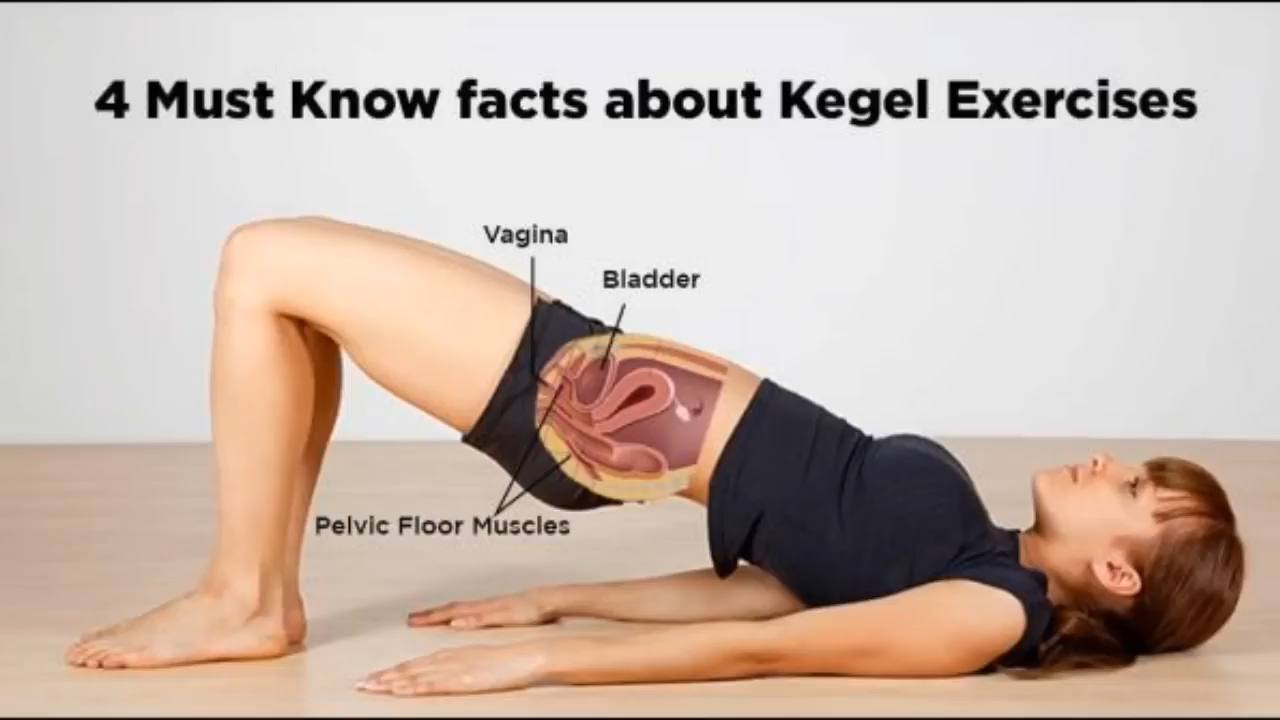 4 Must Know facts about Kegel Exercises
Vagina
Bladder
Pelvic Floor Muscles